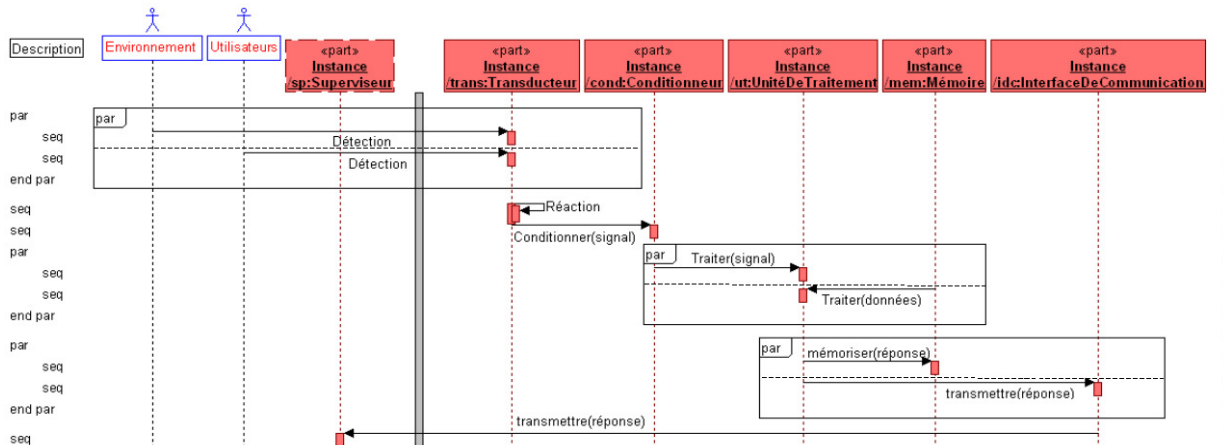 Description
Environnement
Utilisateurs
«part»
Instance
/sp:Superviseur
«part»
Instance
/trans:Transducteur
«part»
Instance
/cond:Conditionneur
«part»
Instance
/ut:UnitéDeTraitement
«part»
Instance
/mem:Mémoire
«part»
Instance
/idc:InterfaceDeCommunication
par
par
seq
Détection
seq
Détection
end par
seq
Réaction
seq
Conditionner(signal)
par
par
Traiter(signal)
seq
seq
Traiter(données)
end par
par
par
mémoriser(réponse)
seq
seq
transmettre(réponse)
end par
transmettre(réponse)
seq